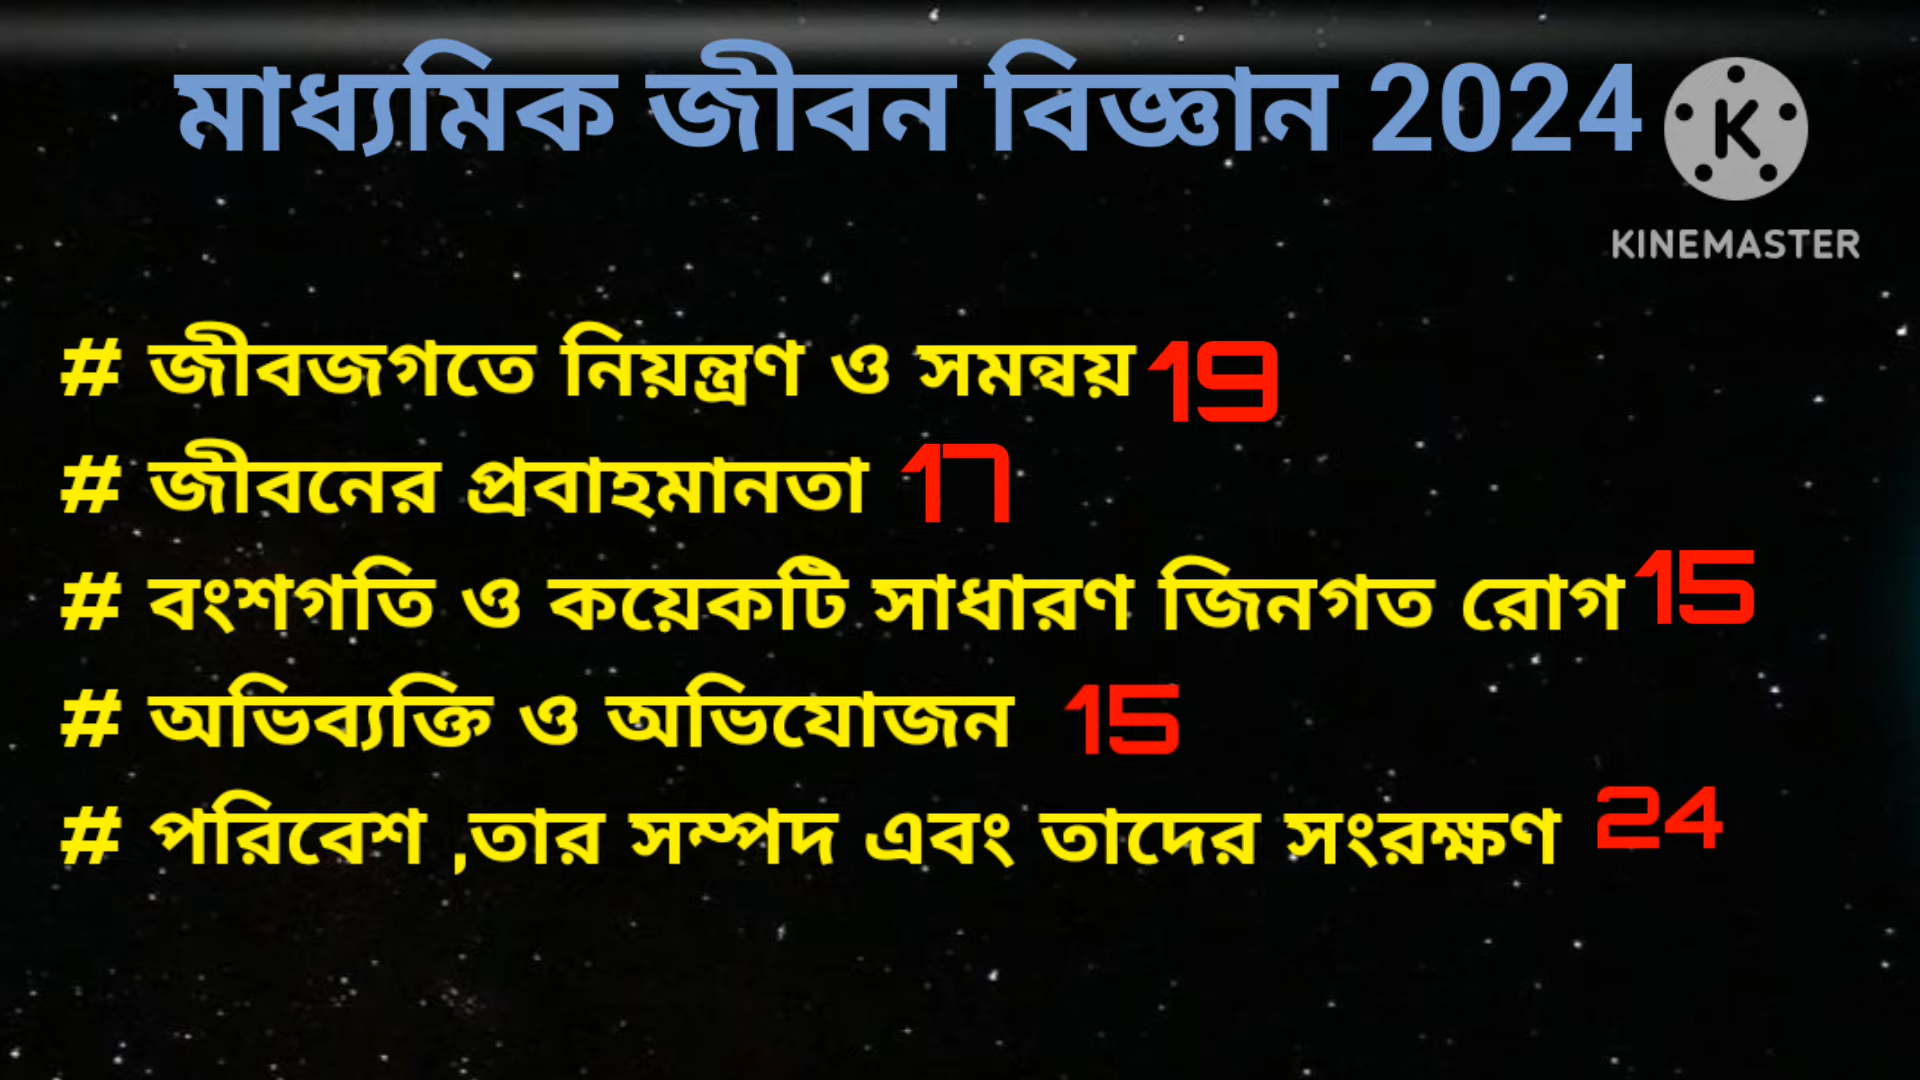 মাধ্যমিক জীবন বিজ্ঞান 2024
K
KINEMASTER
# জীবজগতে নিয়ন্ত্রণ ও সমন্বয় 19
# জীবনের প্রবাহমানতা 17
# বংশগতি ও কয়েকটি সাধারণ জিনগত রোগ 15
# অভিব্যক্তি ও অভিযোজন 15
# পরিবেশ ,তার সম্পদ এবং তাদের সংরক্ষণ 24